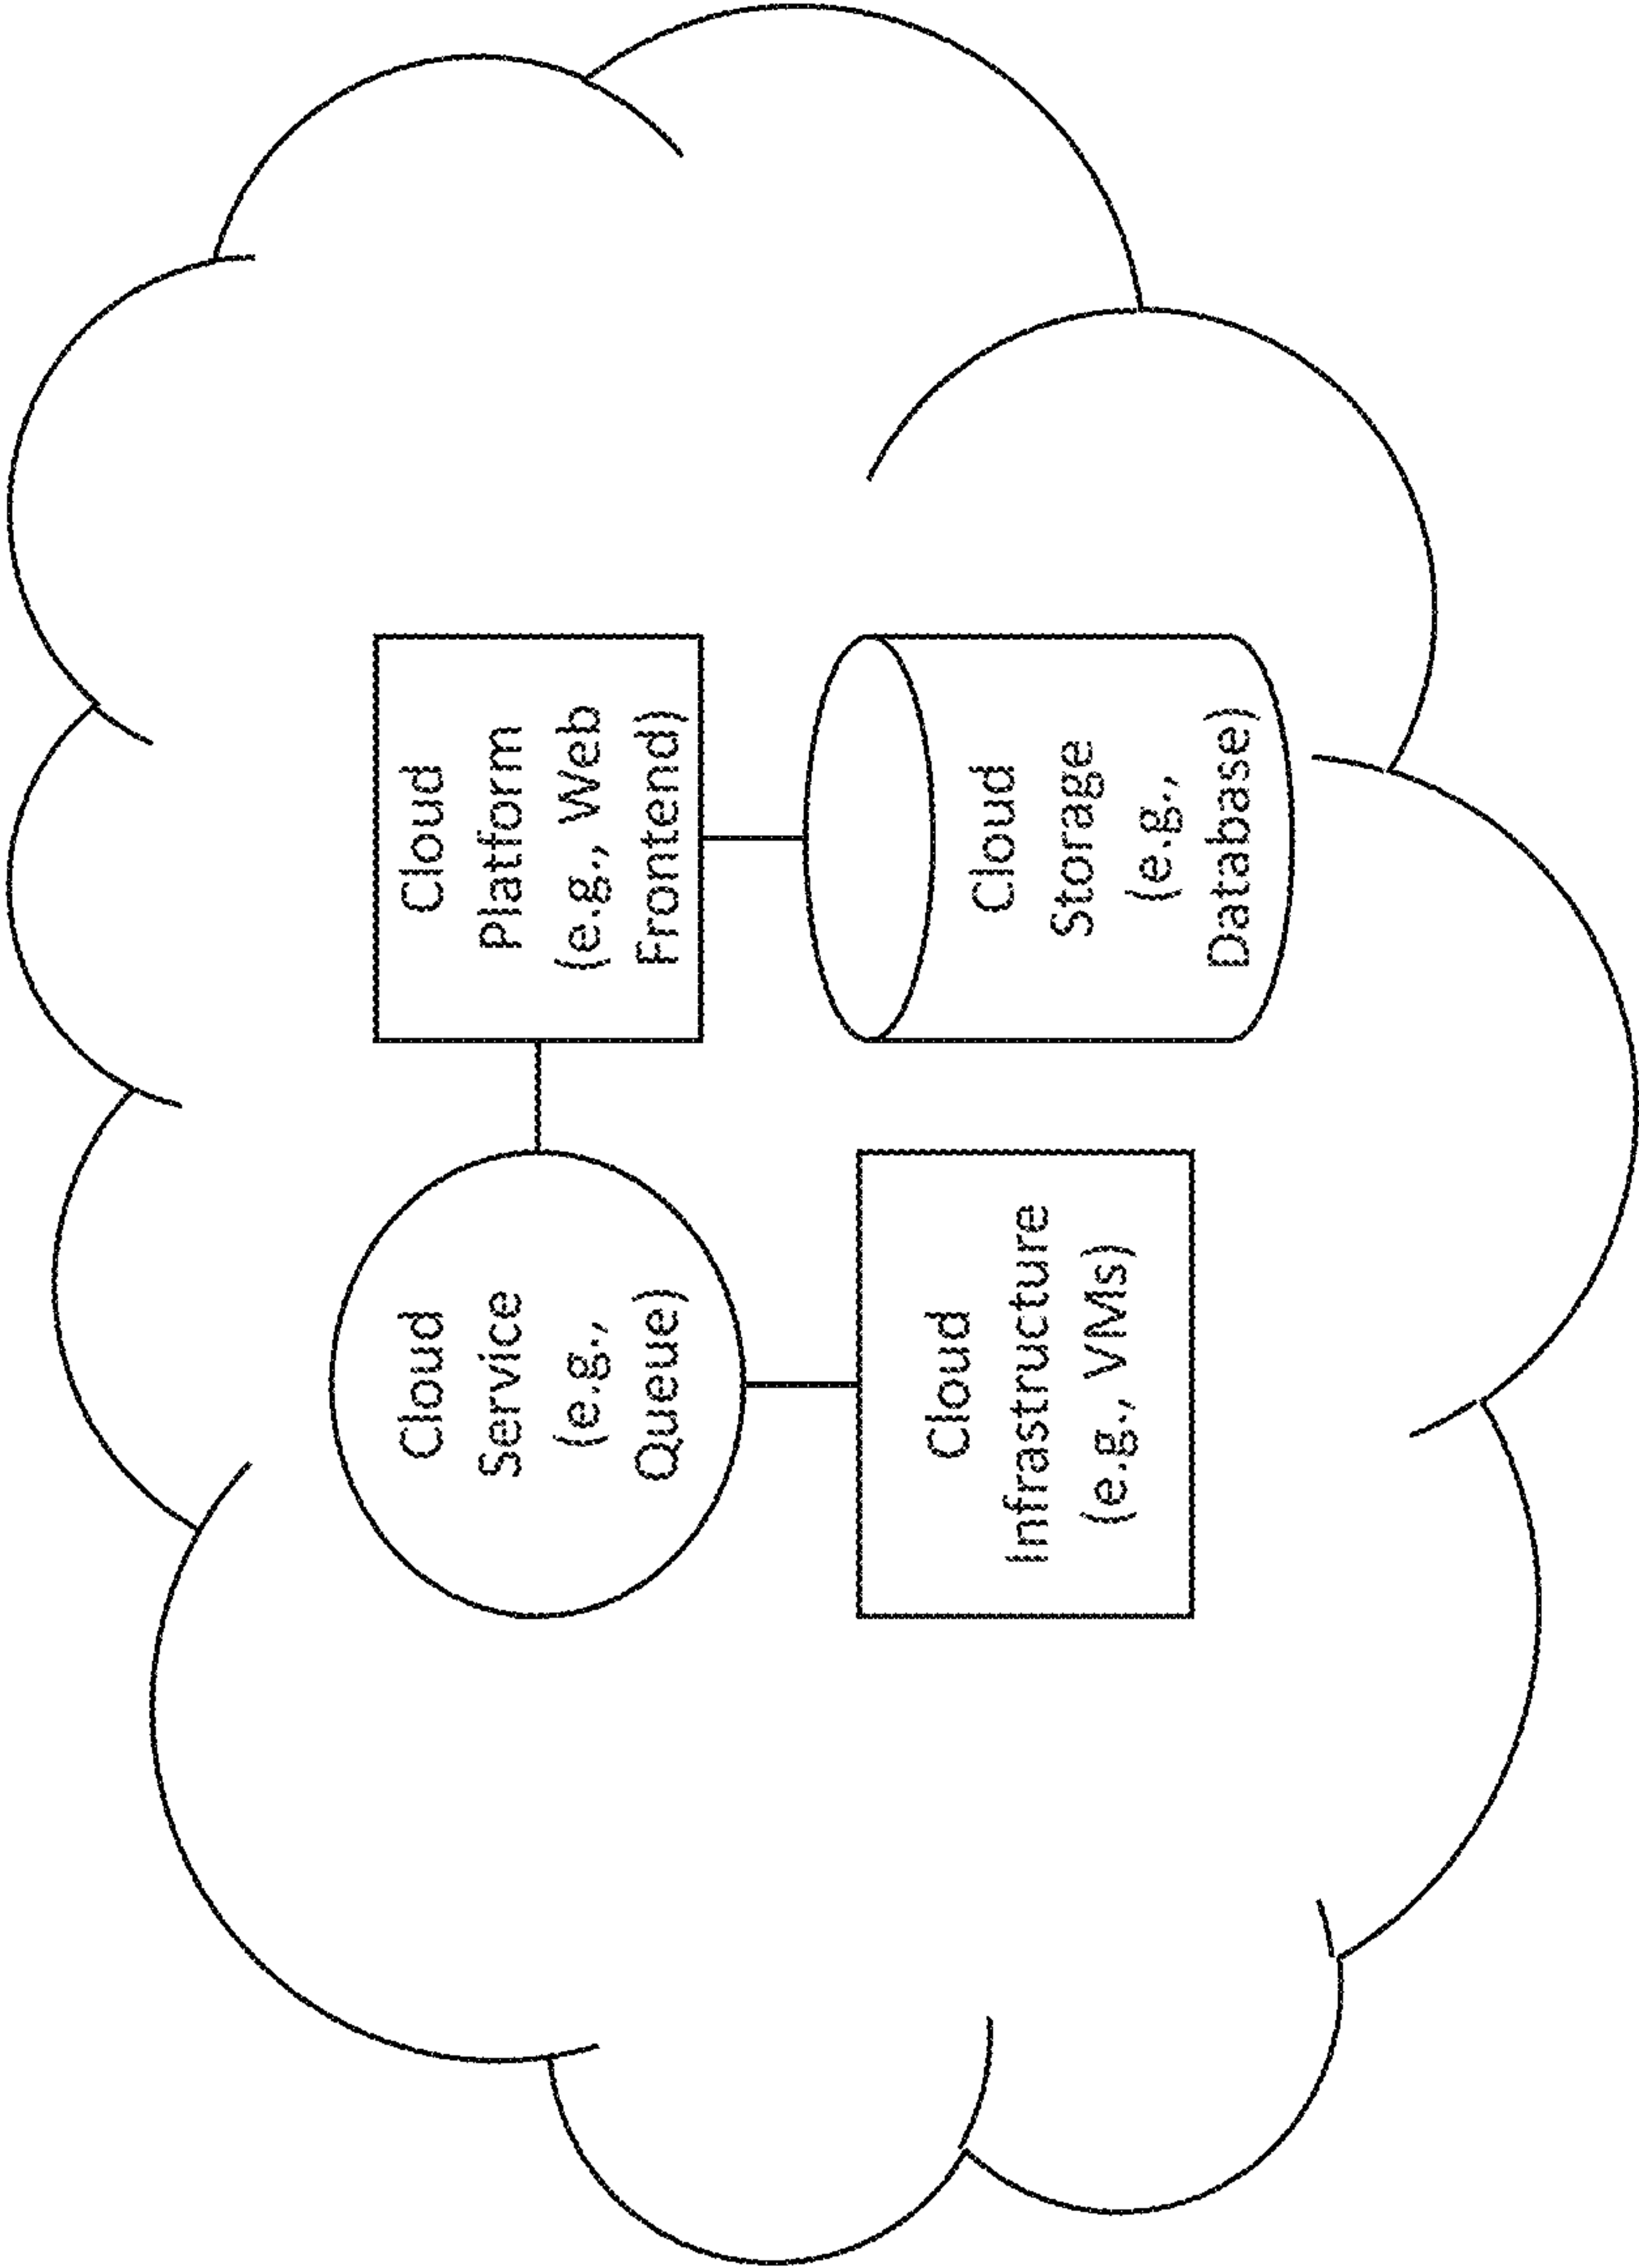 Cloud
Service
(e.g.,
Queue)
Cloud
Platform
(e.g., Web
Frontend)
Cloud
Infrastructure
(e.g., VMs)
Cloud
Storage
(e.g.,
Database)